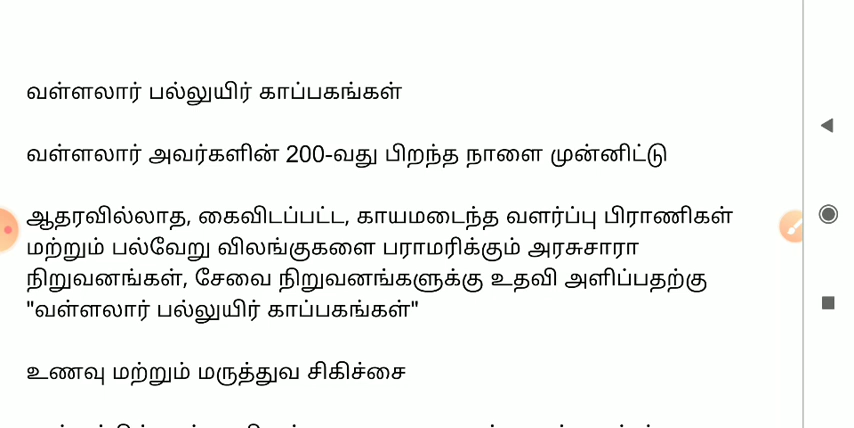 வள்ளலார் பல்லுயிர் காப்பகங்கள்
வள்ளலார் அவர்களின் 200-வது பிறந்த நாளை முன்னிட்டு
ஆதரவில்லாத, கைவிடப்பட்ட, காயமடைந்த வளர்ப்பு பிராணிகள்
மற்றும் பல்வேறு விலங்குகளை பராமரிக்கும் அரசுசாரா
நிறுவனங்கள், சேவை நிறுவனங்களுக்கு உதவி அளிப்பதற்கு
"வள்ளலார் பல்லுயிர் காப்பகங்கள்"
உணவு மற்றும் மருத்துவ சிகிச்சை